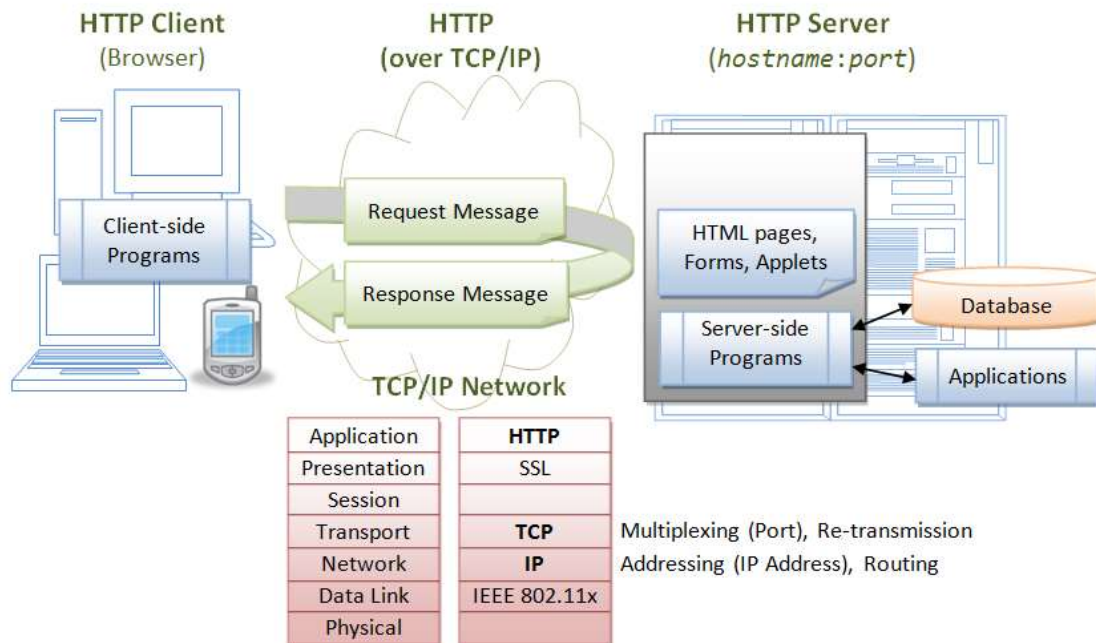 HTTP Client
(Browser)
HTTP
(over TCP/IP)
HTTP Server
(hostname:port)
Client-side
Programs
Request Message
Response Message
HTML pages,
Forms, Applets
Server-side
Programs
Database
Applications
TCP/IP Network
Application HTTP
Presentation SSL
Session
Transport TCP Multiplexing (Port), Re-transmission
Network IP Addressing (IP Address), Routing
Data Link IEEE 802.11x
Physical